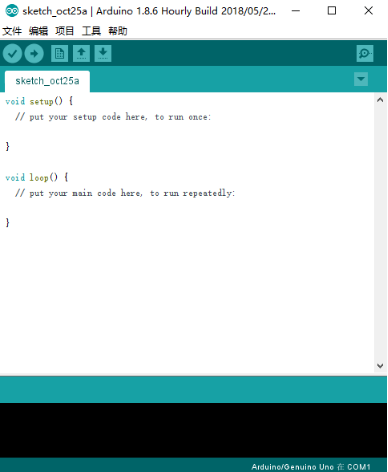 sketch_oct25a | Arduino 1.8.6 Hourly Build 2018/05/2...
文件 编辑 项目 工具 帮助
sketch_oct25a
void setup() {
// put your setup code here, to run once:
}
void loop() {
// put your main code here, to run repeatedly:
}
Arduino/Genuino Uno 在 COM1